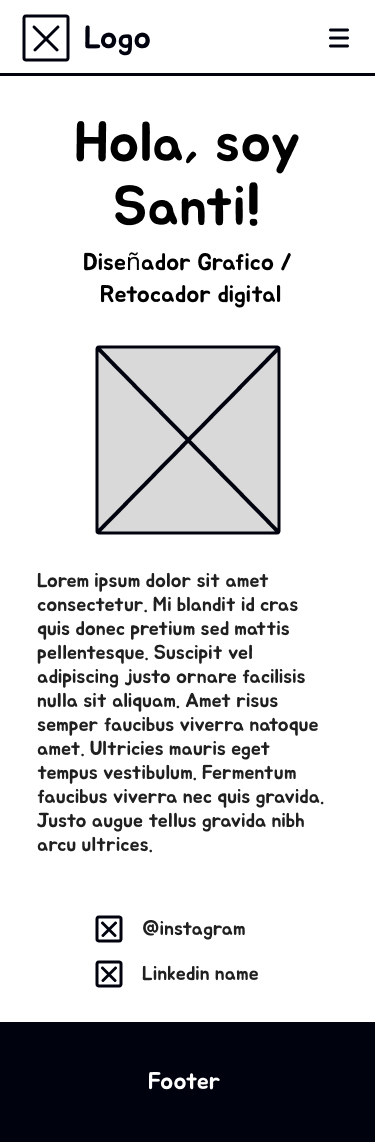 Logo
Hola, soy
Santi!
Diseñador Grafico /
Retocador digital
Lorem ipsum dolor sit amet
consectetur. Mi blandit id cras
quis donec pretium sed mattis
pellentesque. Suscipit vel
adipiscing justo ornare facilisis
nulla sit aliquam. Amet risus
semper faucibus viverra natoque
amet. Ultricies mauris eget
tempus vestibulum. Fermentum
faucibus viverra nec quis gravida.
Justo augue tellus gravida nibh
arcu ultrices.
@instagram
Linkedin name
Footer